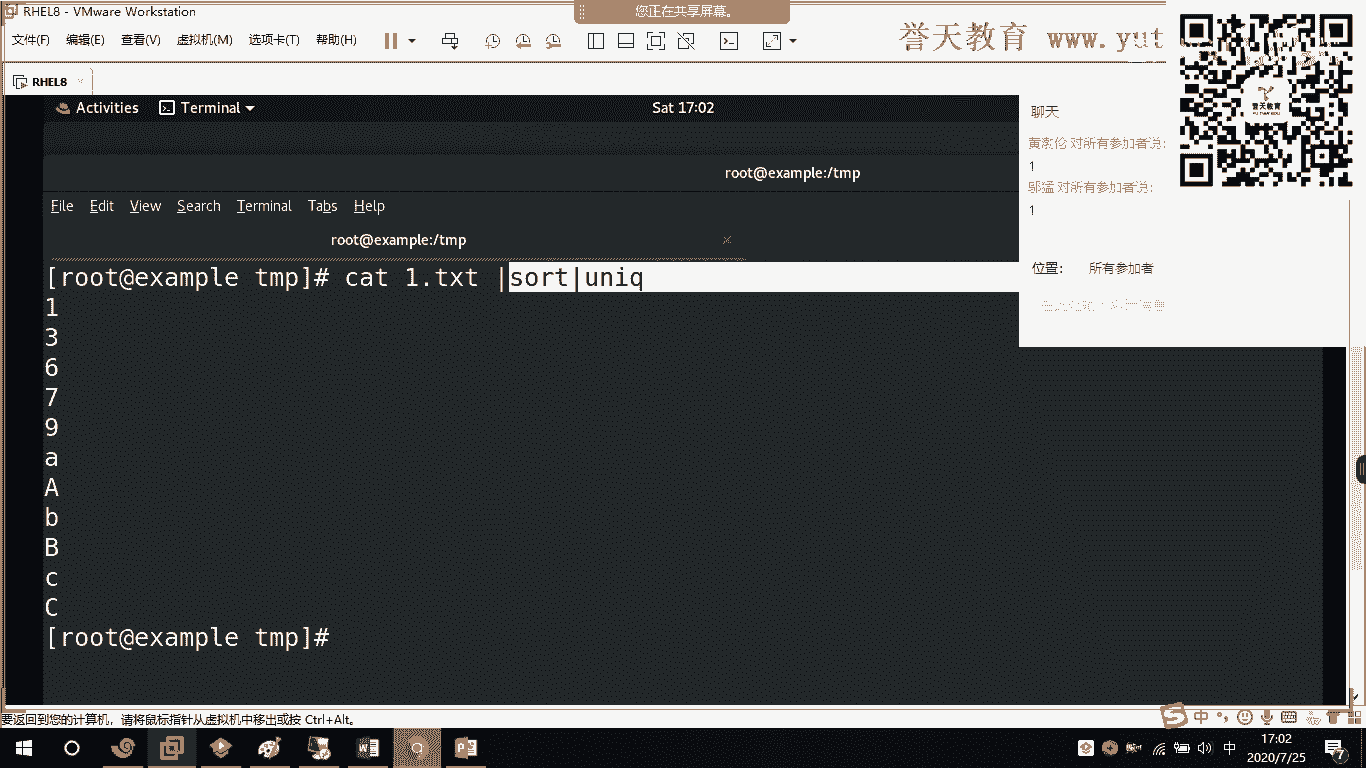 RHEL8 - VMware Workstation
您正在共享屏幕。
文件(F) 编辑(E) 查看(V) 虚拟机(M) 选项卡(T) 帮助(H)
誉天教育 www.yut
RHEL8
誉天教育
Activities Terminal Sat 17:02
聊天
root@example:/tmp
对所有参加者说:
1
对所有参加者说:
1
File Edit View Search Terminal Tabs Help
root@example:/tmp
位置: 所有参加者
[root@example tmp]# cat 1.txt |sort|uniq
1
3
6
7
9
a
A
b
B
c
C
[root@example tmp]#
要返回到您的计算机，请将鼠标指针从虚拟机中移出或按 Ctrl+Alt。
中
中
17:02
2020/7/25
7